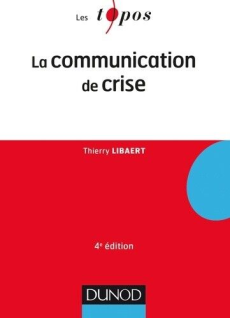 Les topos
La communication
de crise
Thierry LIBAERT
4e édition
DUNOD